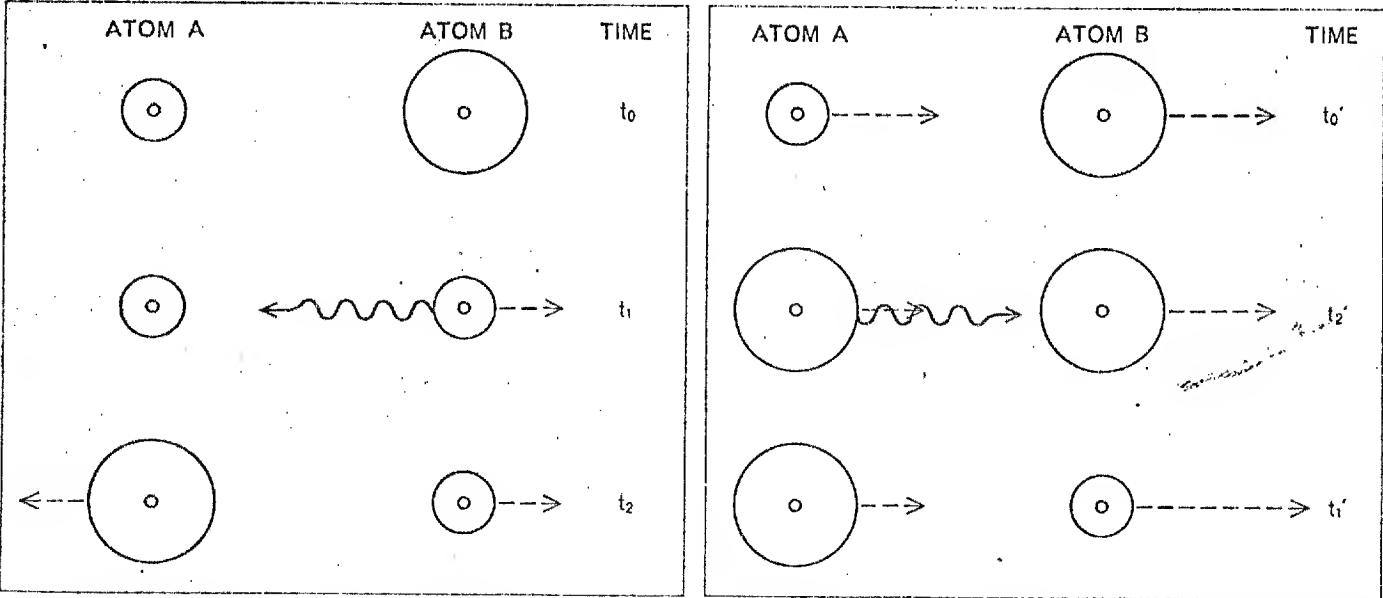 ATOM A ATOM B TIME
t₀
t₁
t₂
ATOM A ATOM B TIME
t₀′
t₂′
t₁′